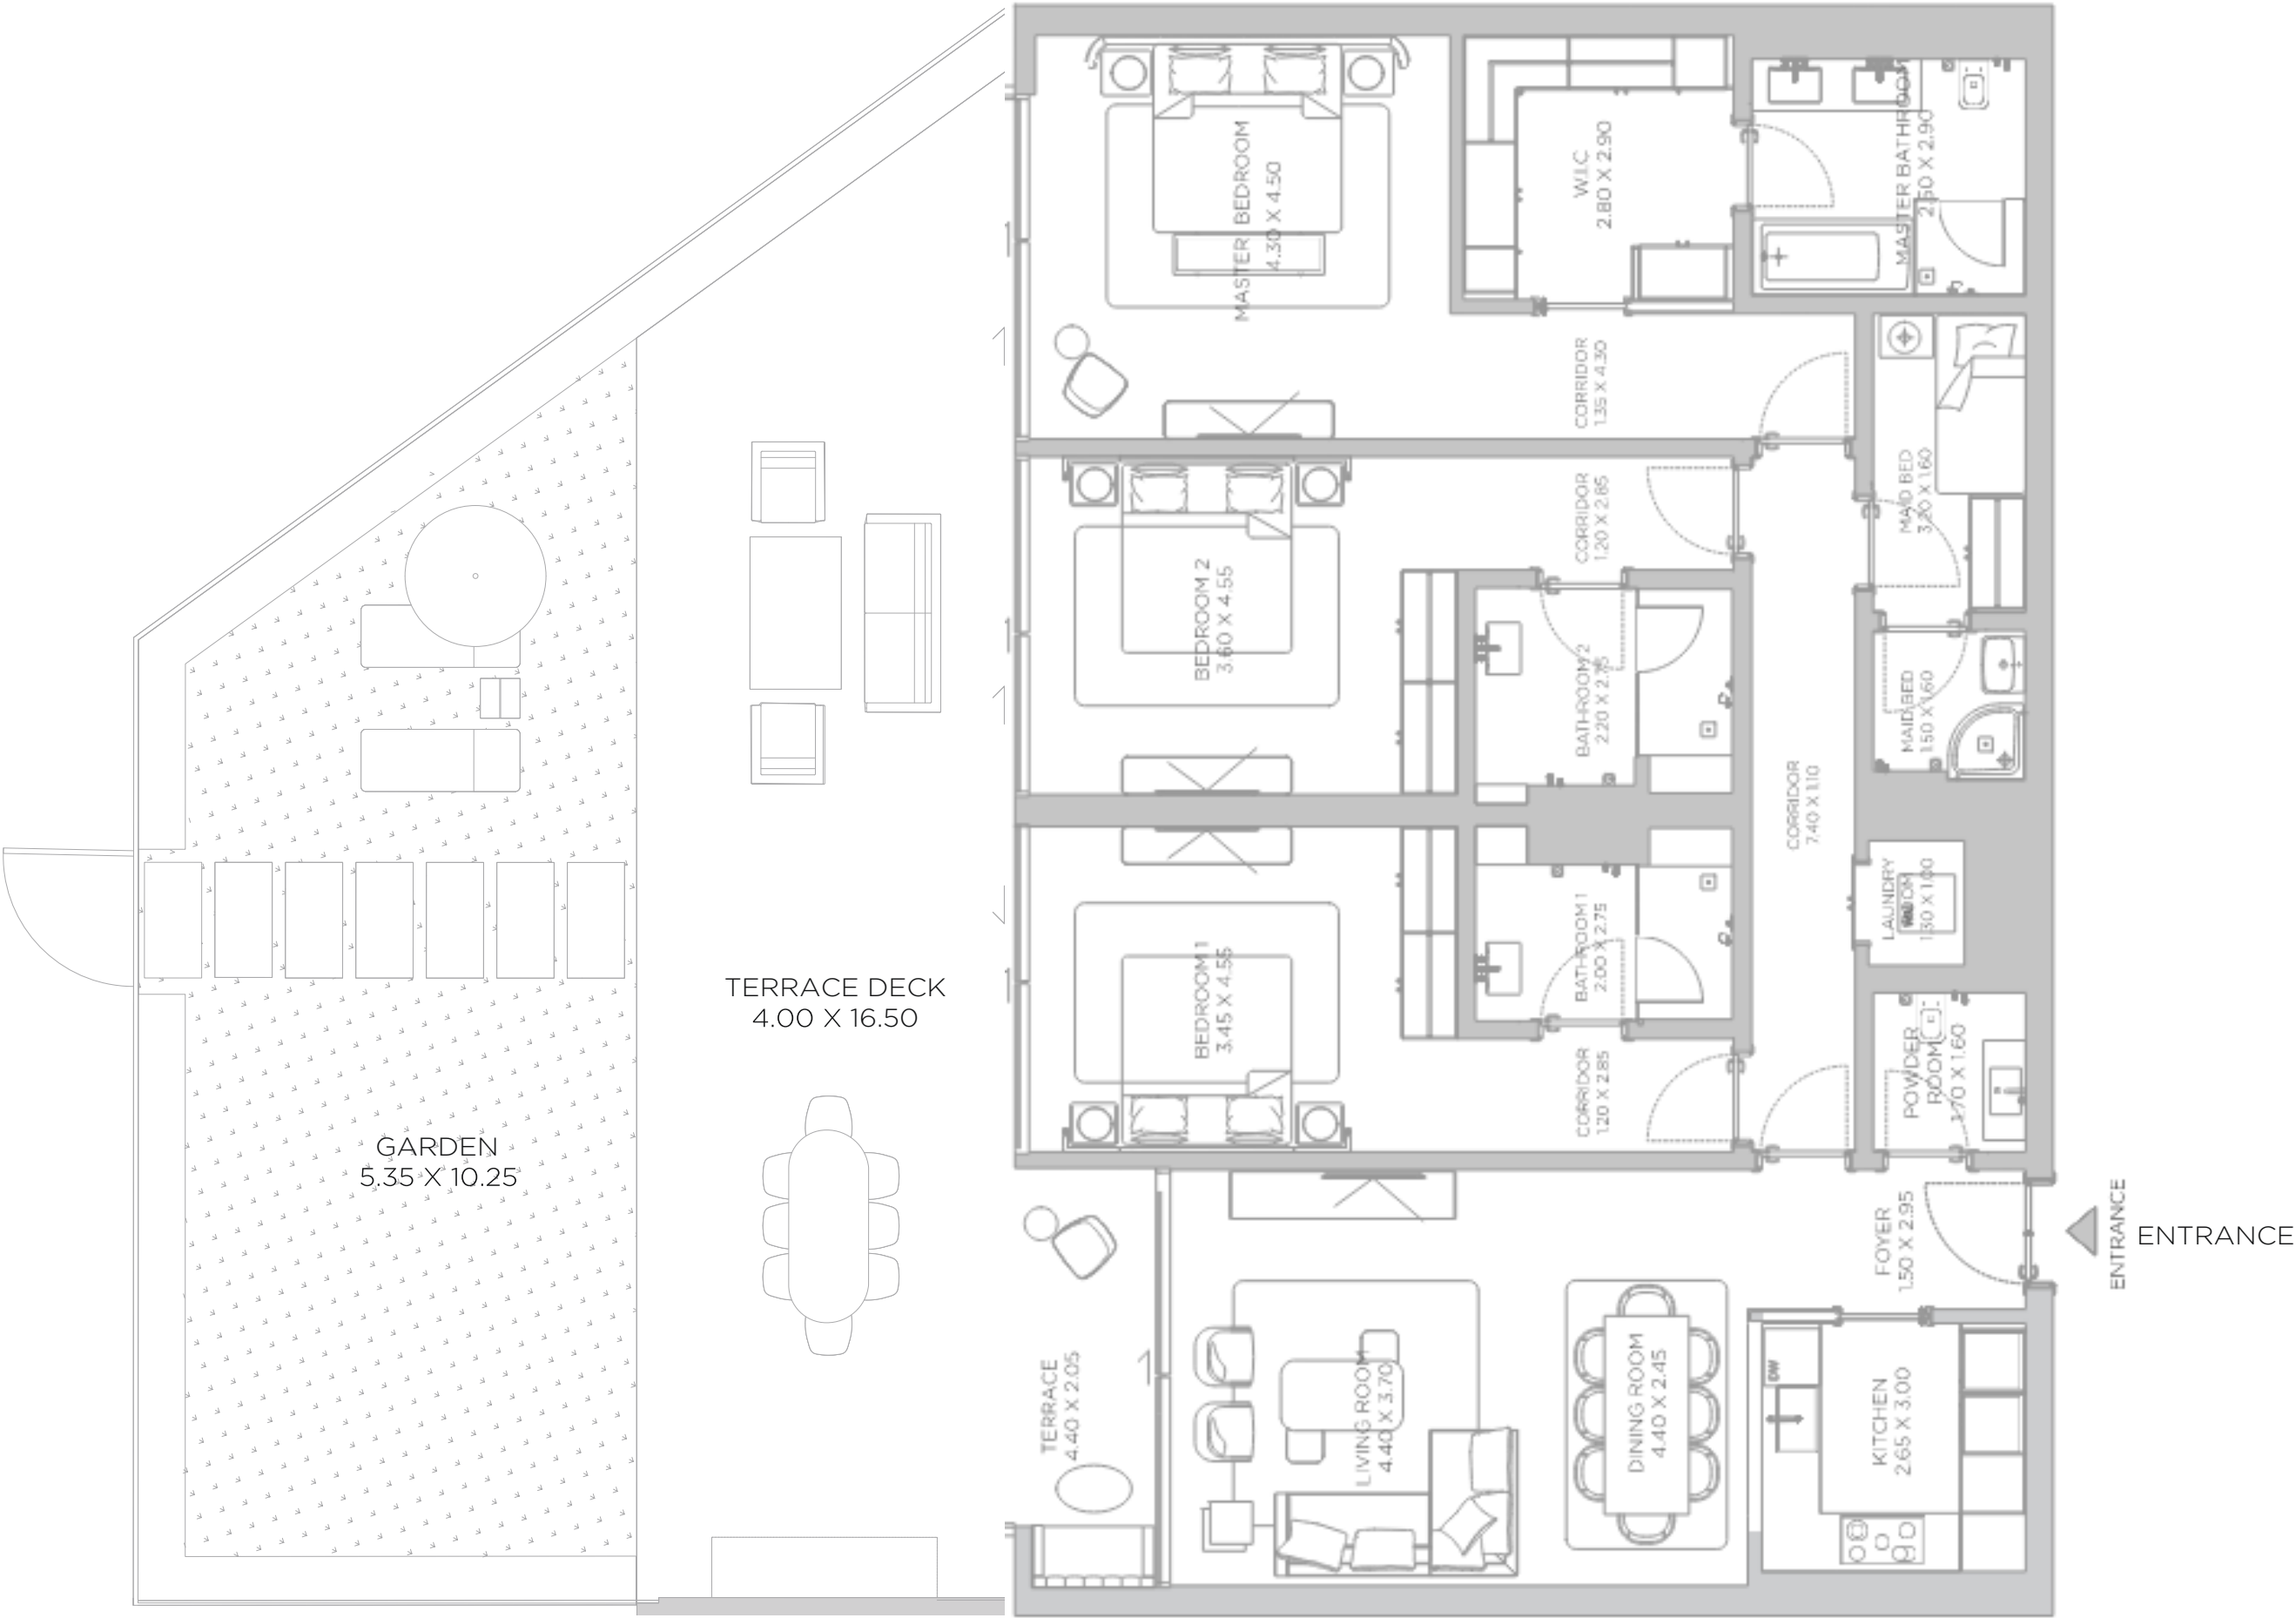 MASTER BEDROOM
4.30 X 4.50
W.I.C
2.80 X 2.90
MASTER BATHROOM
2.50 X 2.90
CORRIDOR
1.35 X 4.30
MAID BED
3.20 X 1.60
CORRIDOR
1.20 X 2.85
BEDROOM 2
3.60 X 4.55
BATHROOM 2
2.20 X 2.75
MAID BED
1.50 X 1.60
CORRIDOR
7.40 X 1.10
LAUNDRY
ROOM
1.30 X 1.00
BEDROOM 1
3.45 X 4.55
BATHROOM 1
2.00 X 2.75
CORRIDOR
1.20 X 2.85
POWDER
ROOM
1.70 X 1.60
TERRACE DECK
4.00 X 16.50
GARDEN
5.35 X 10.25
FOYER
1.50 X 2.95
ENTRANCE
ENTRANCE
TERRACE
4.40 X 2.05
LIVING ROOM
4.40 X 3.70
DINING ROOM
4.40 X 2.45
DW
KITCHEN
2.65 X 3.00